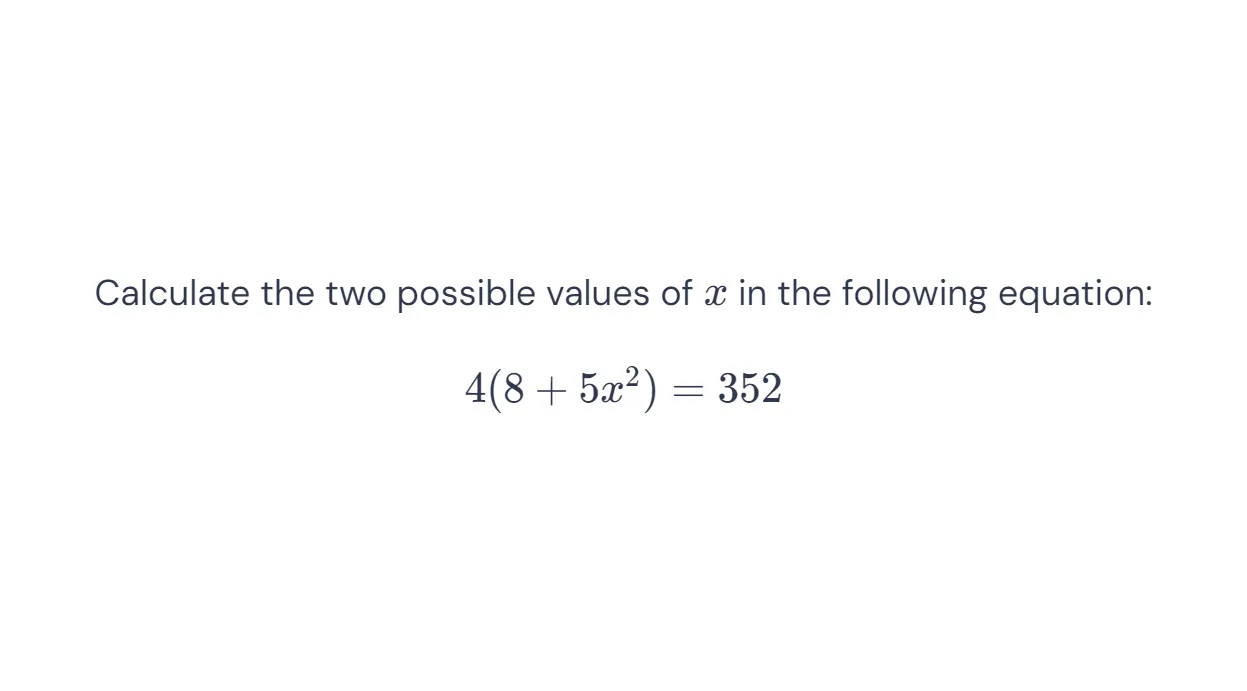 Calculate the two possible values of x in the following equation:
4(8 + 5x²) = 352